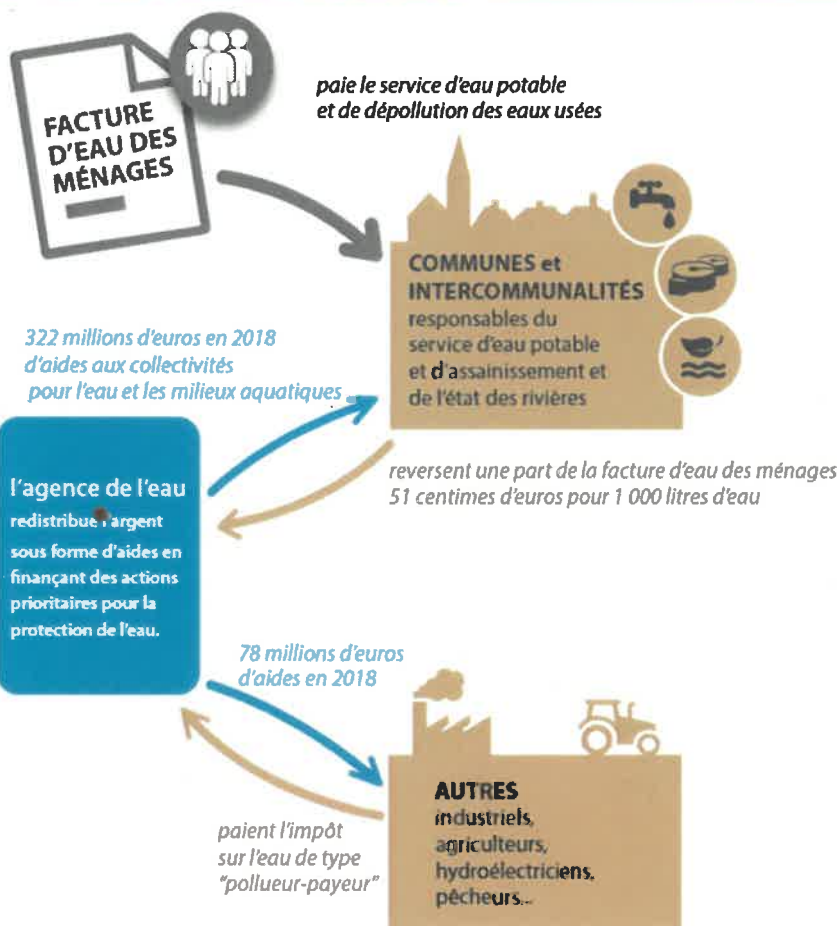 FACTURE
D'EAU DES
MÉNAGES
paie le service d'eau potable
et de dépollution des eaux usées
COMMUNES et
INTERCOMMUNALITÉS
responsables du
service d'eau potable
et d'assainissement et
de l'état des rivières
322 millions d'euros en 2018
d'aides aux collectivités
pour l'eau et les milieux aquatiques
reversent une part de la facture d'eau des ménages
51 centimes d'euros pour 1 000 litres d'eau
l'agence de l'eau
redistribue l'argent
sous forme d'aides en
finançant des actions
prioritaires pour la
protection de l'eau.
78 millions d'euros
d'aides en 2018
paient l'impôt
sur l'eau de type
"pollueur-payeur"
AUTRES
industriels,
agriculteurs,
hydroélectriciens,
pêcheurs...